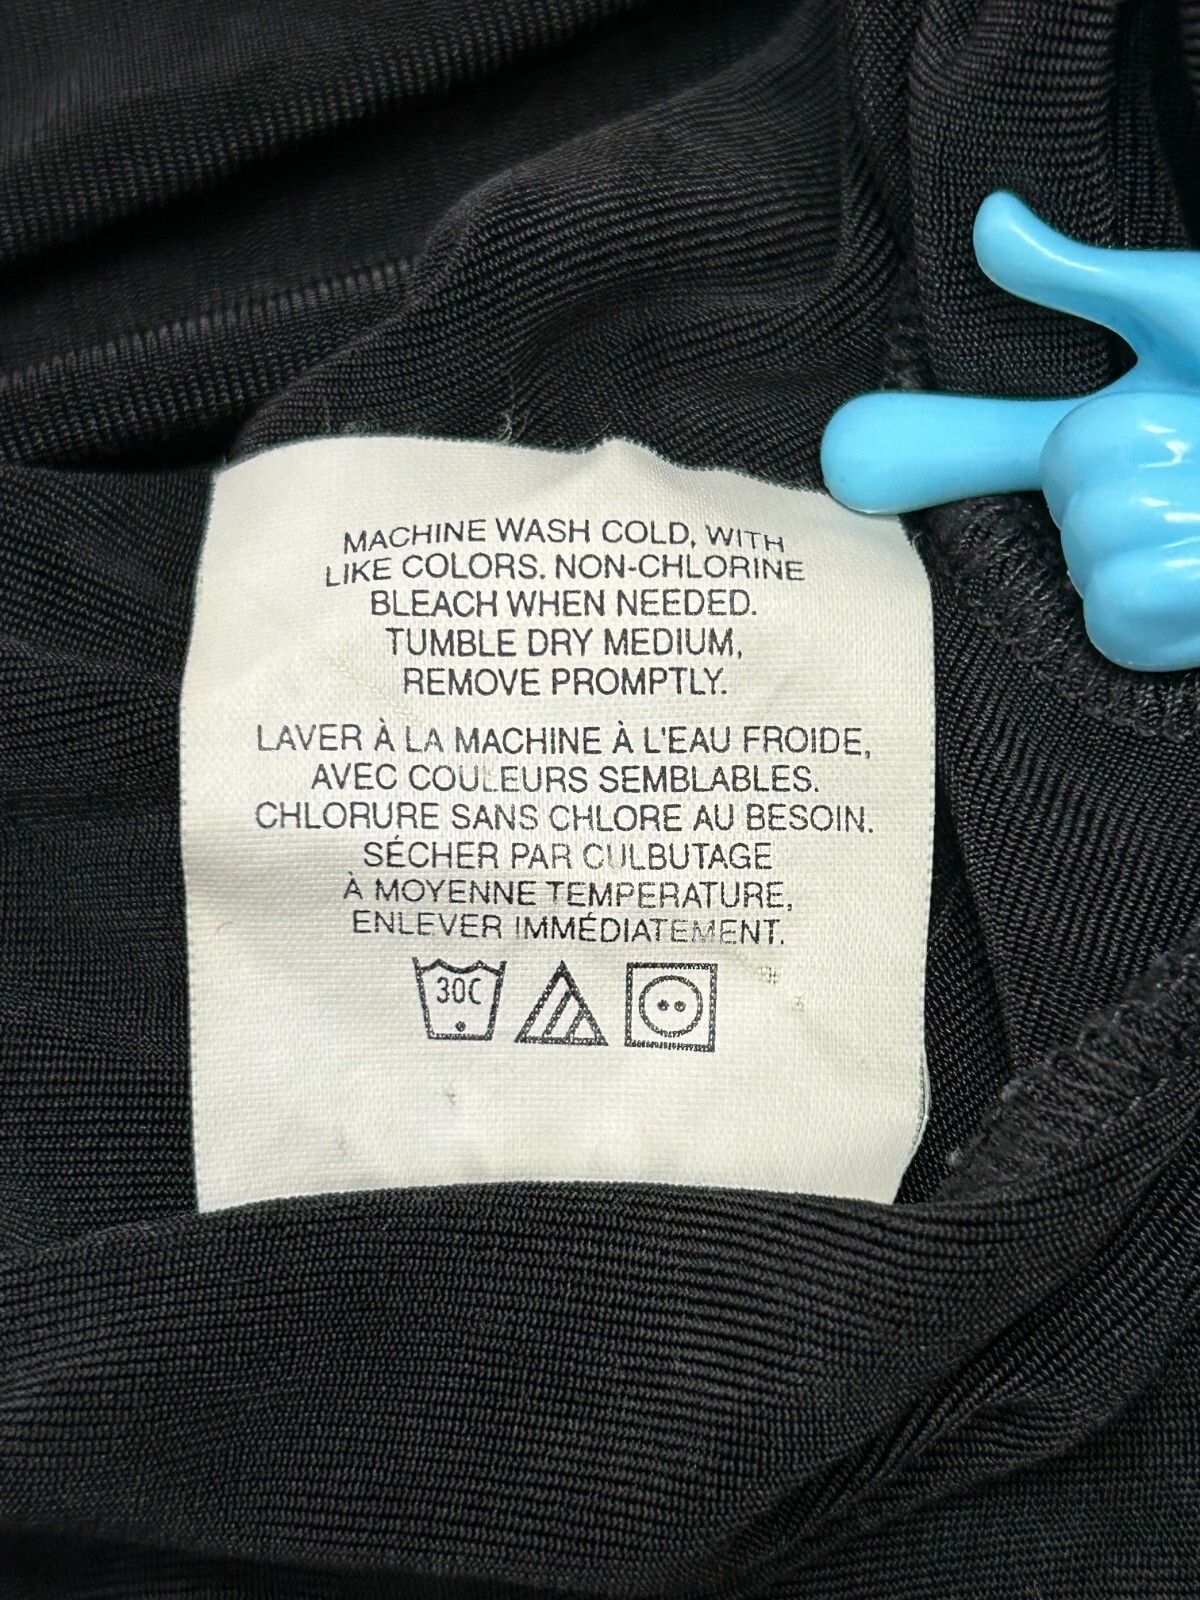 MACHINE WASH COLD, WITH
LIKE COLORS. NON-CHLORINE
BLEACH WHEN NEEDED.
TUMBLE DRY MEDIUM,
REMOVE PROMPTLY.
LAVER À LA MACHINE À L'EAU FROIDE,
AVEC COULEURS SEMBLABLES.
CHLORURE SANS CHLORE AU BESOIN.
SÉCHER PAR CULBUTAGE
À MOYENNE TEMPERATURE,
ENLEVER IMMÉDIATEMENT.
30C